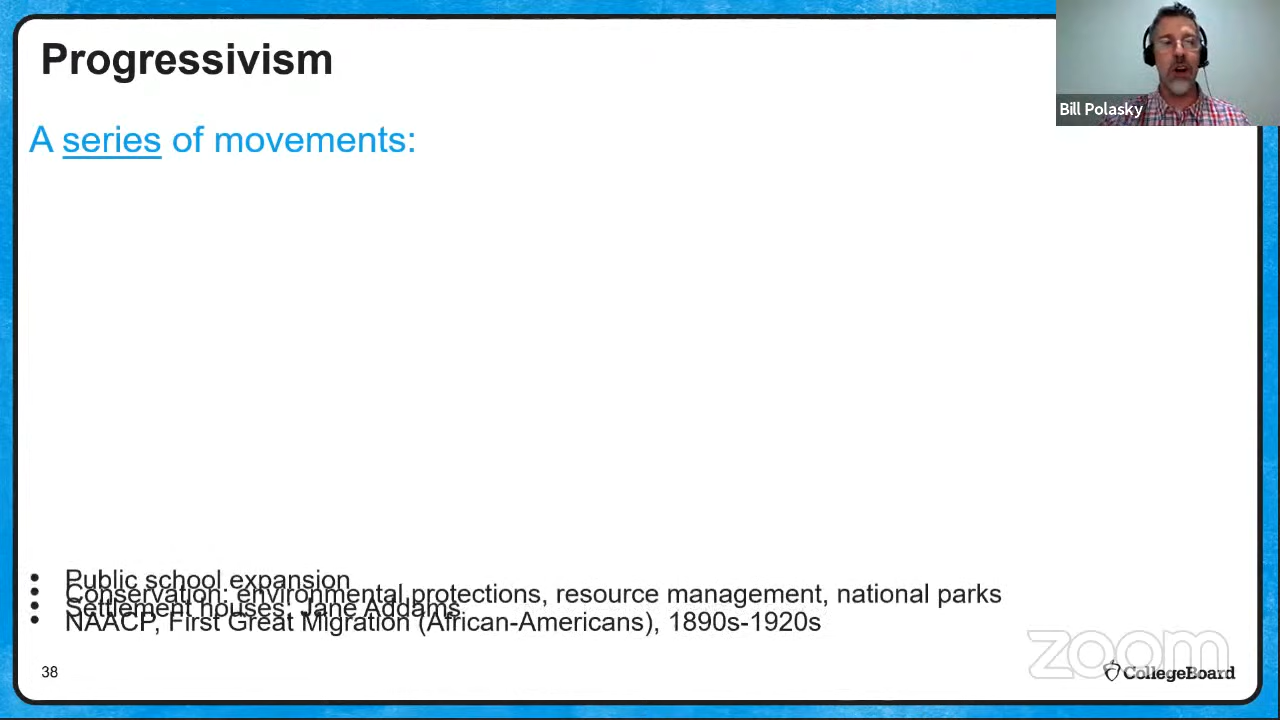 Progressivism
Bill Polasky
A series of movements:
• Public school expansion
• Conservation: environmental protections, resource management, national parks
• Settlement houses, Jane Addams
• NAACP, First Great Migration (African-Americans), 1890s-1920s
zoom
38
CollegeBoard